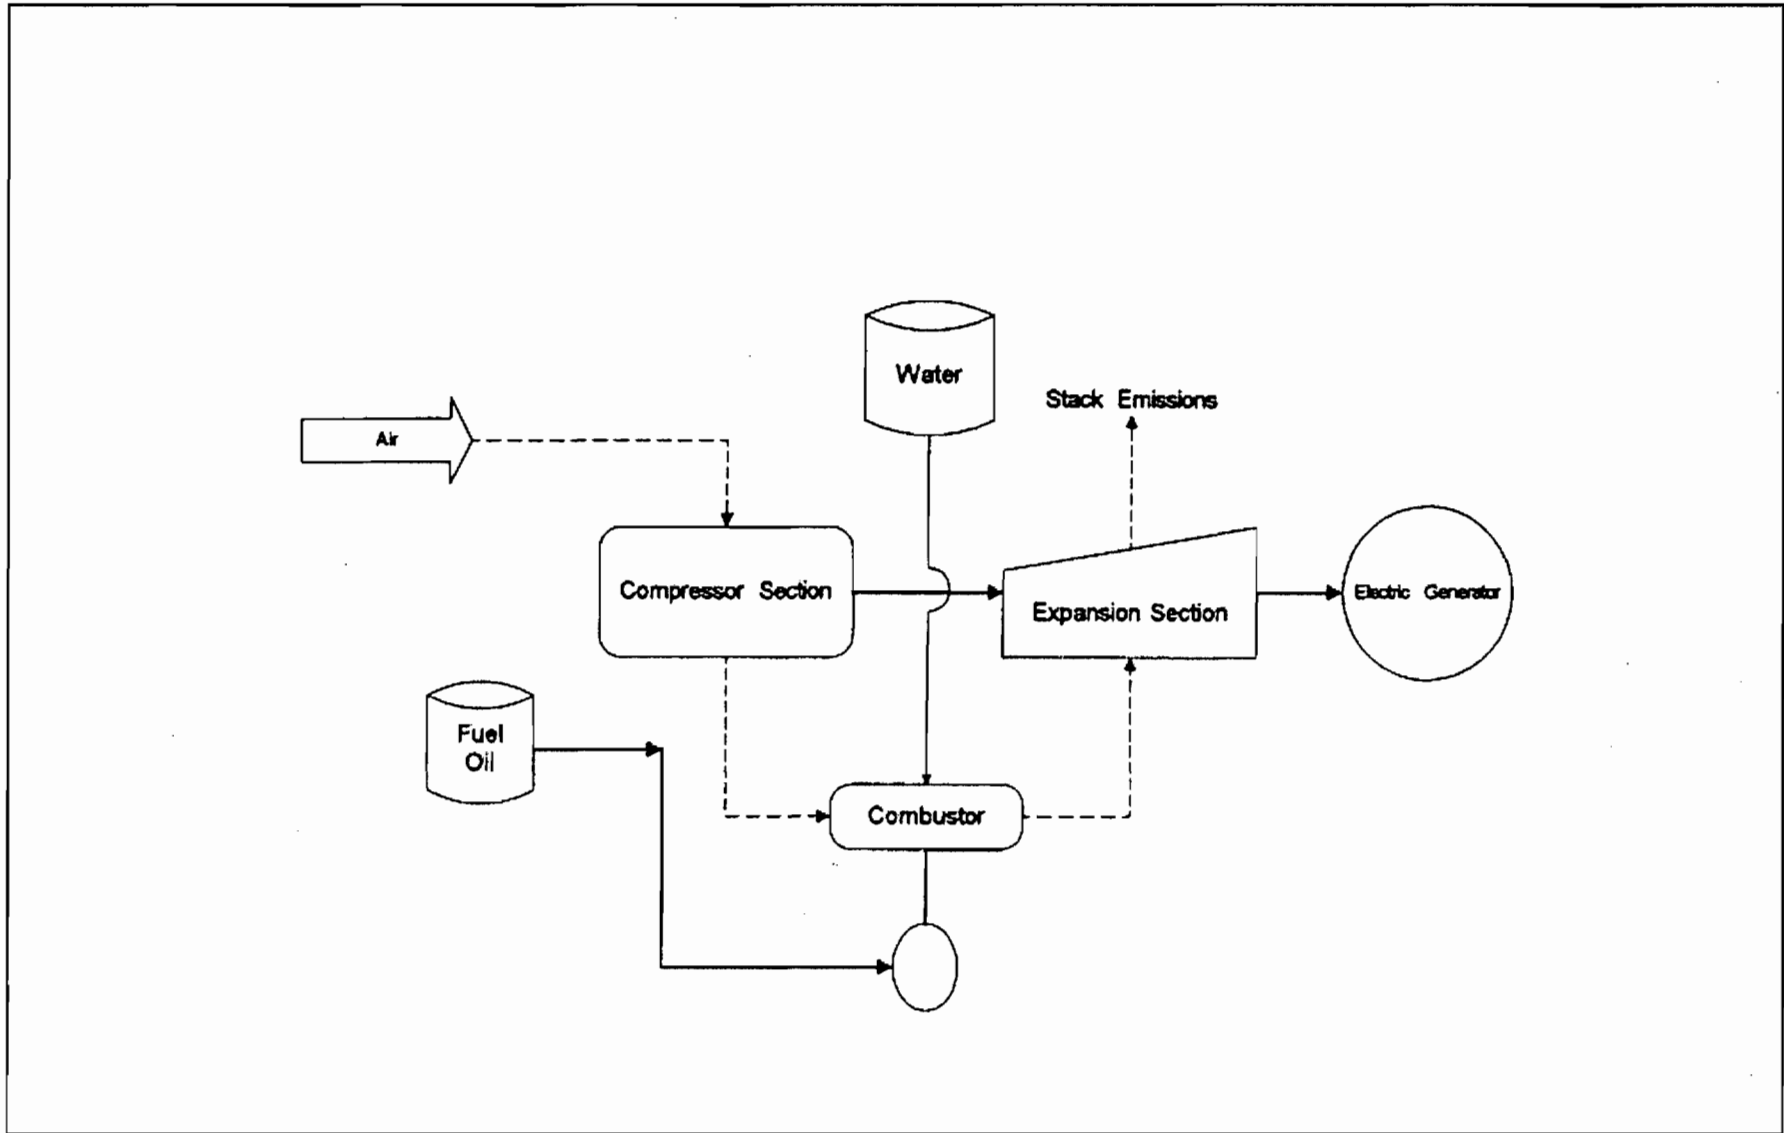 Water
Stack Emissions
Air
Compressor Section
Expansion Section
Electric Generator
Fuel
Oil
Combustor